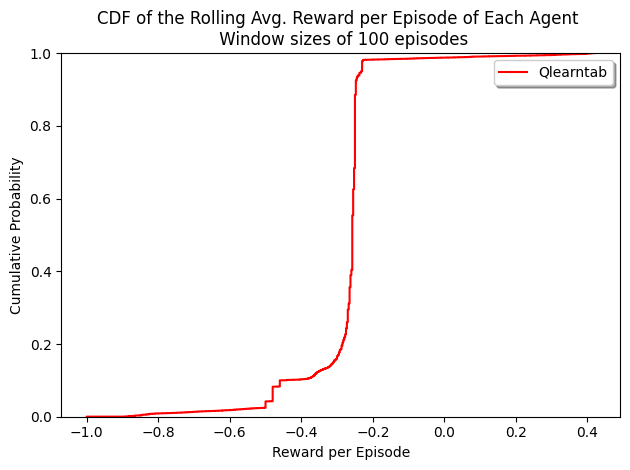 CDF of the Rolling Avg. Reward per Episode of Each Agent
Window sizes of 100 episodes
Qlearntab
1.0
0.8
0.6
0.4
0.2
0.0
Cumulative Probability
−1.0 −0.8 −0.6 −0.4 −0.2 0.0 0.2 0.4
Reward per Episode